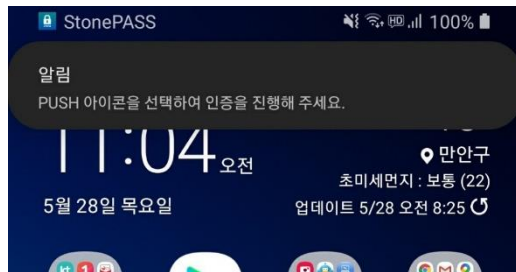 StonePASS
HD 100%
알림
PUSH 아이콘을 선택하여 인증을 진행해 주세요.
11:04 오전
만안구
초미세먼지 : 보통 (22)
5월 28일 목요일
업데이트 5/28 오전 8:25